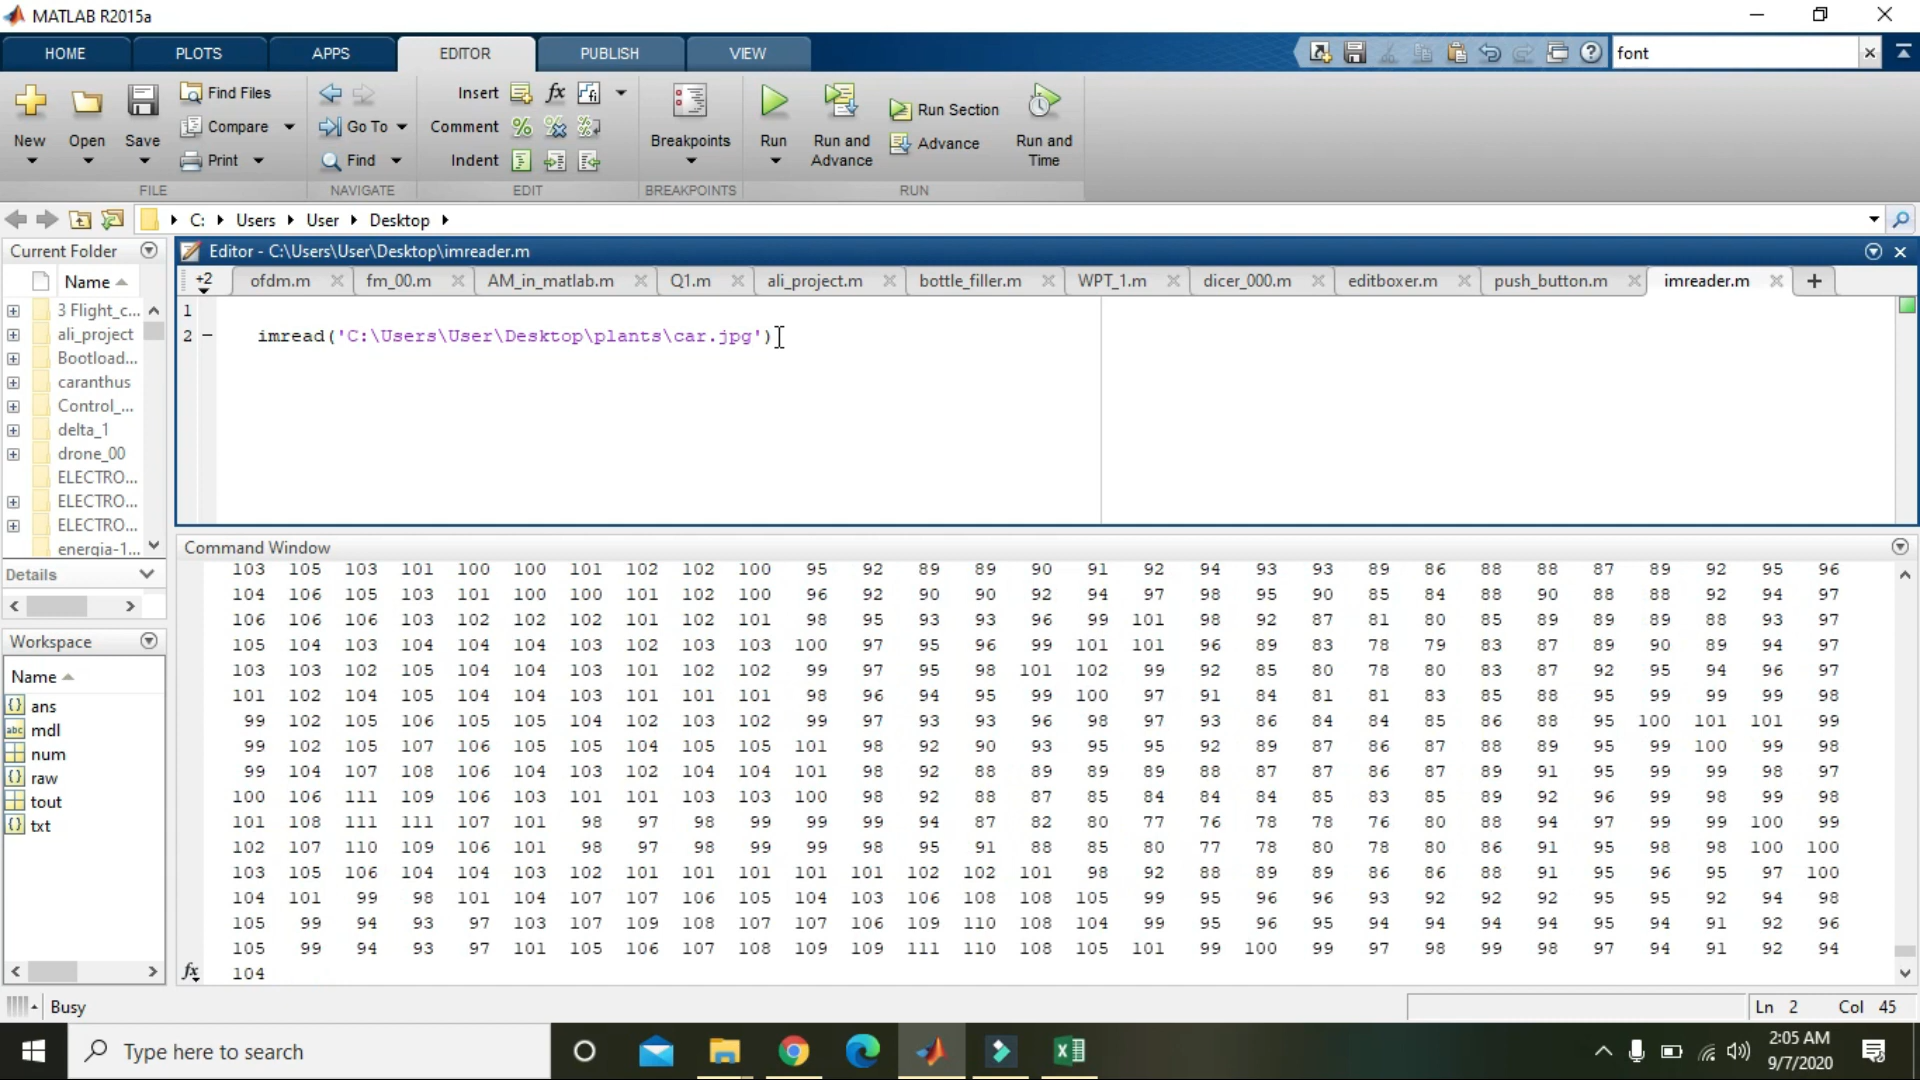 MATLAB R2015a
HOME PLOTS APPS EDITOR PUBLISH VIEW font
New Open Save Find Files Compare Print Go To Find Insert fx Comment Indent Breakpoints Run Run and Advance Run Section Advance Run and Time
FILE NAVIGATE EDIT BREAKPOINTS RUN
C: Users User Desktop
Current Folder
Name
3 Flight_c...
ali_project
Bootload...
caranthus
Control_...
delta_1
drone_00
ELECTRO...
ELECTRO...
ELECTRO...
energia-1...
Details
Workspace
Name
ans
mdl
num
raw
tout
txt
Editor - C:\Users\User\Desktop\imreader.m
+2 ofdm.m fm_00.m AM_in_matlab.m Q1.m ali_project.m bottle_filler.m WPT_1.m dicer_000.m editboxer.m push_button.m imreader.m
1
2 - imread('C:\Users\User\Desktop\plants\car.jpg')
Command Window
103 105 103 101 100 100 101 102 102 100 95 92 89 89 90 91 92 94 93 93 89 86 88 88 87 89 92 95 96
104 106 105 103 101 100 100 101 102 100 96 92 90 90 92 94 97 98 95 90 85 84 88 90 88 88 92 94 97
106 106 106 103 102 102 102 101 102 101 98 95 93 93 96 99 101 98 92 87 81 80 85 89 89 89 88 93 97
105 104 103 104 104 104 103 102 103 103 100 97 95 96 99 101 101 96 89 83 78 79 83 87 89 90 89 94 97
103 103 102 105 104 104 103 101 102 102 99 97 95 98 101 102 99 92 85 80 78 80 83 87 92 95 94 96 97
101 102 104 105 104 104 103 101 101 101 98 96 94 95 99 100 97 91 84 81 81 83 85 88 95 99 99 99 98
99 102 105 106 105 105 104 102 103 102 99 97 93 93 96 98 97 93 86 84 84 85 86 88 95 100 101 101 99
99 102 105 107 106 105 105 104 105 105 101 98 92 90 93 95 95 92 89 87 86 87 88 89 95 99 100 99 98
99 104 107 108 106 104 103 102 104 104 101 98 92 88 89 89 89 88 87 87 86 87 89 91 95 99 99 98 97
100 106 111 109 106 103 101 101 103 103 100 98 92 88 87 85 84 84 84 85 83 85 89 92 96 99 98 99 98
101 108 111 111 107 101 98 97 98 99 99 99 94 87 82 80 77 76 78 78 76 80 88 94 97 99 99 100 99
102 107 110 109 106 101 98 97 98 99 99 98 95 91 88 85 80 77 78 80 78 80 86 91 95 98 98 100 100
103 105 106 104 104 103 102 101 101 101 101 101 102 102 101 98 92 88 89 89 86 86 88 91 95 96 95 97 100
104 101 99 98 101 104 107 107 106 105 104 103 106 108 108 105 99 95 96 96 93 92 92 92 95 95 92 94 98
105 99 94 93 97 103 107 109 108 107 107 106 109 110 108 104 99 95 96 95 94 94 94 94 95 94 91 92 96
105 99 94 93 97 101 105 106 107 108 109 109 111 110 108 105 101 99 100 99 97 98 99 98 97 94 91 92 94
fx 104
Busy Ln 2 Col 45
Type here to search
2:05 AM
9/7/2020